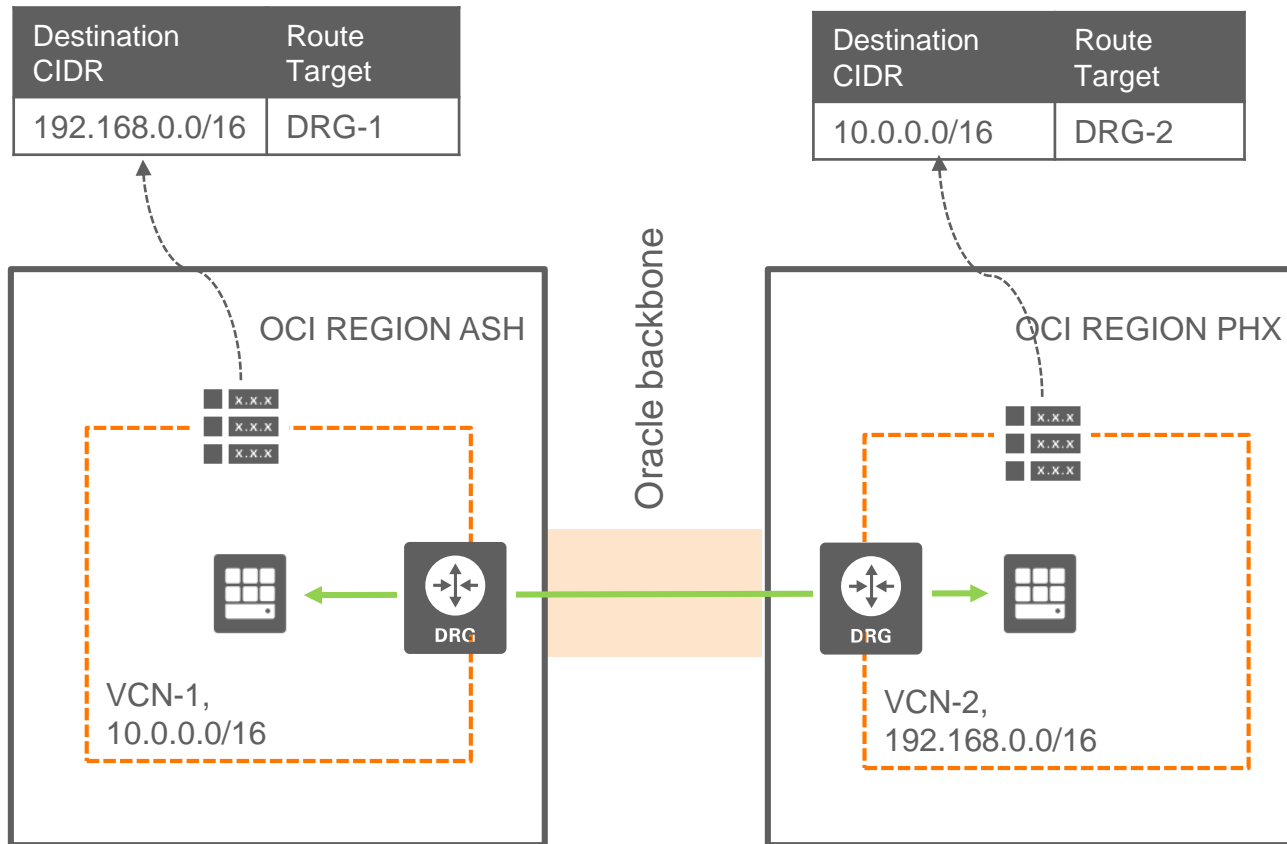 Destination CIDR
Route Target
192.168.0.0/16
DRG-1
Destination CIDR
Route Target
10.0.0.0/16
DRG-2
Oracle backbone
OCI REGION ASH
x.x.x
x.x.x
x.x.x
DRG
VCN-1,
10.0.0.0/16
OCI REGION PHX
x.x.x
x.x.x
x.x.x
DRG
VCN-2,
192.168.0.0/16